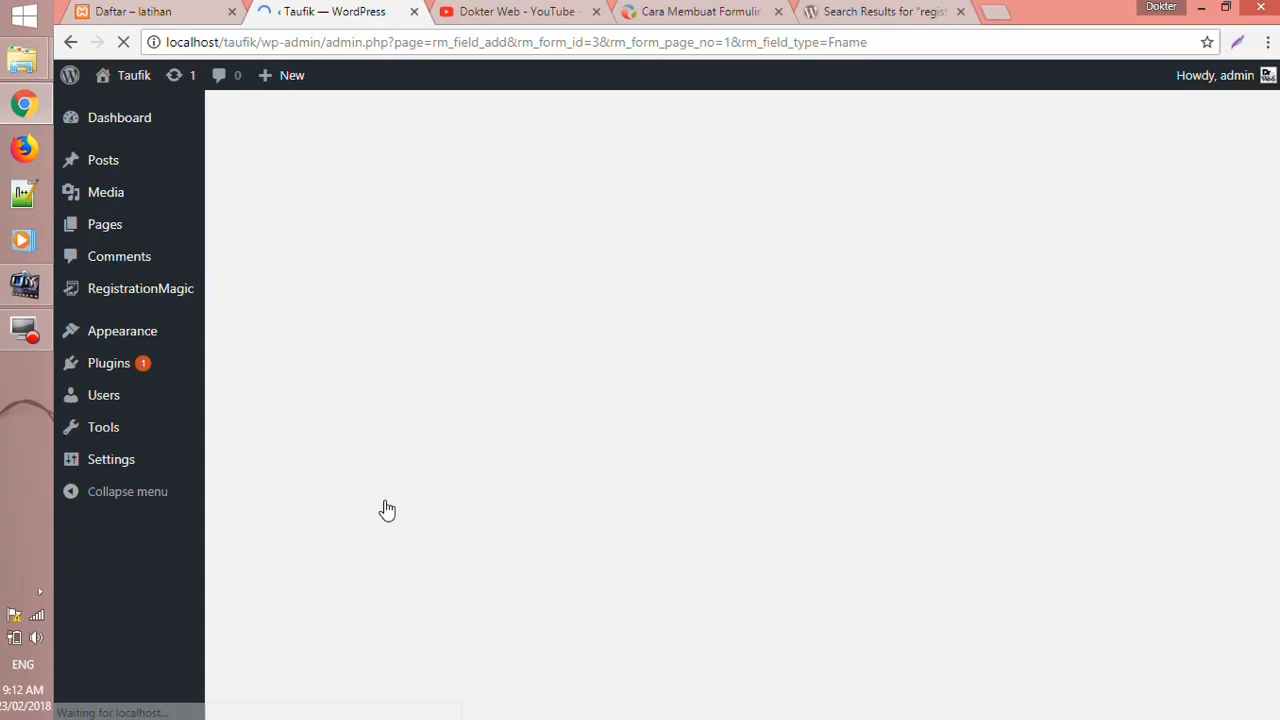 Daftar – latihan
‹ Taufik — WordPress
Dokter Web - YouTube -
Cara Membuat Formulir
Search Results for “regist
Dokter
localhost/taufik/wp-admin/admin.php?page=rm_field_add&rm_form_id=3&rm_form_page_no=1&rm_field_type=Fname
Taufik
1
0
New
Howdy, admin
Dashboard
Posts
Media
Pages
Comments
RegistrationMagic
Appearance
Plugins 1
Users
Tools
Settings
Collapse menu
ENG
9:12 AM
23/02/2018
Waiting for localhost...